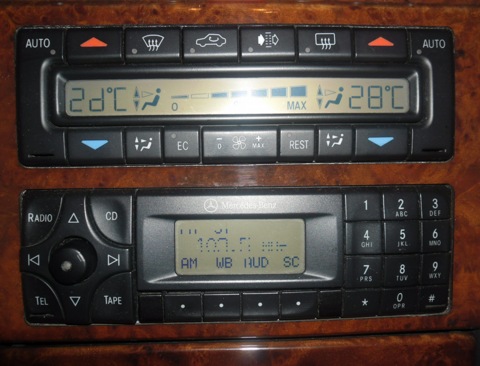 AUTO AUTO
2d°C 0 MAX 28°C
EC 0 MAX REST
Mercedes-Benz
RADIO CD
TEL TAPE
AM WB AUD SC
1 2 ABC 3 DEF
4 GHI 5 JKL 6 MNO
7 PRS 8 TUV 9 WXY
* 0 OPR #